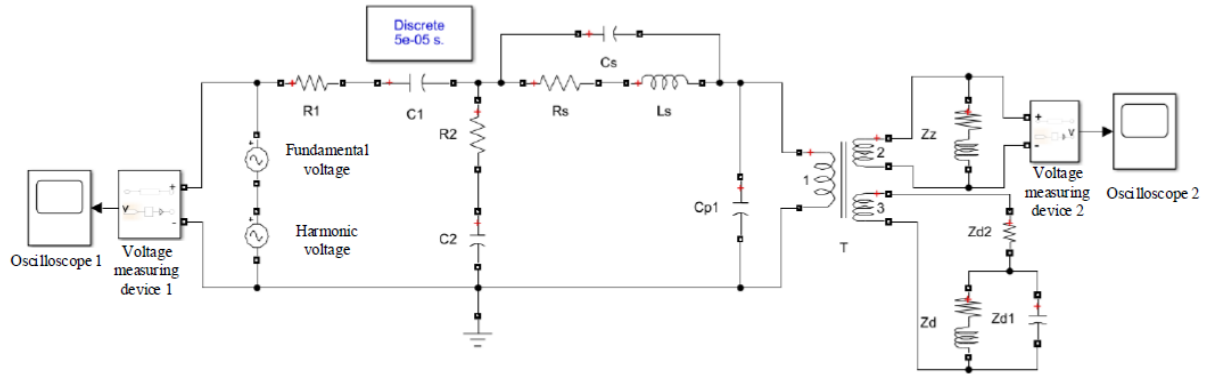 Discrete
5e-05 s.
Cs
R1
C1
Rs
Ls
R2
Fundamental
voltage
Harmonic
voltage
C2
Cp1
1
2
3
T
Zz
Zd2
Zd
Zd1
+
-
V
Voltage
measuring
device 1
Oscilloscope 1
+
-
V
Voltage
measuring
device 2
Oscilloscope 2